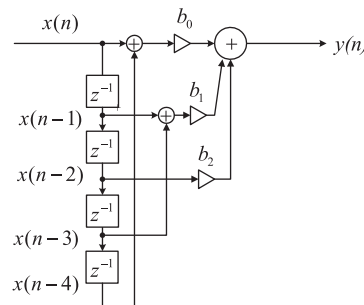 x(n)
b₀
+
+
y(n)
z⁻¹
b₁
x(n−1)
+
z⁻¹
b₂
x(n−2)
z⁻¹
x(n−3)
z⁻¹
x(n−4)